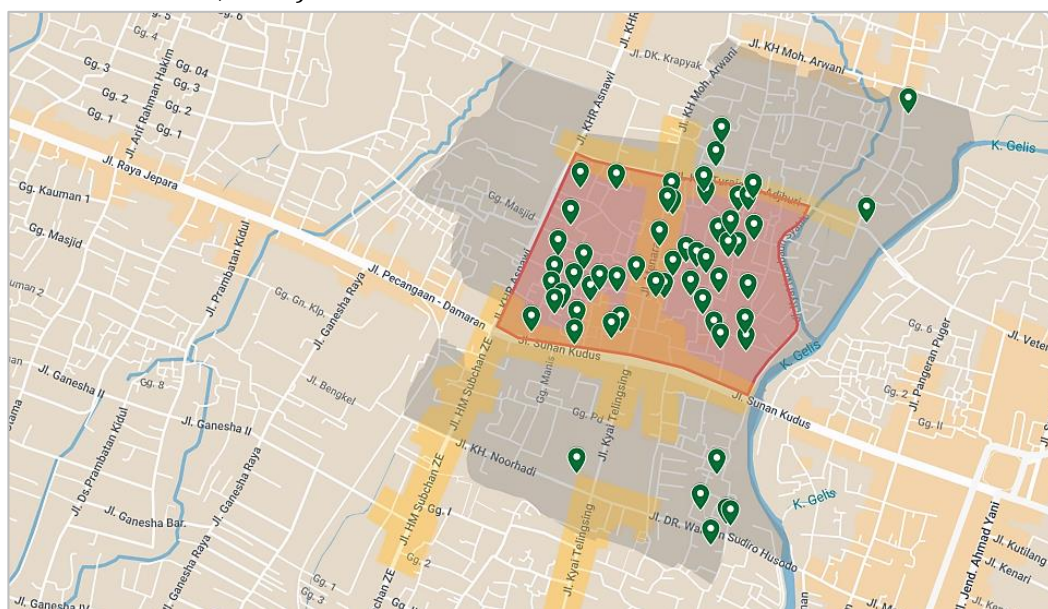 Gg. 5
Gg. 6
Gg. 4
Jl. KHR
Jl. DK. Krapyak
Jl. KH Moh. Arwani
Gg. 3
Jl. Arif Rahman Hakim
Gg. 04
Gg. 3
Gg. 2
Gg. 2
Gg. 1
Gg. 1
Jl. KHR Asnawi
Jl. KH Moh. Arwani
K. Gelis
Jl. Raya Jepara
Gg. Kauman 1
Gg. Masjid
Gg. Masjid
Jl. Prambatan Kidul
Jl. KHR Asnawi
Jl. Pecangaan - Damaran
uman 2
Gg. Gn. Klp.
Jl. Ganesha Raya
Jl. Sunan Kudus
K. Gelis
Gg. 6
Jl. Pangeran Puger
Jl. Veter
Jl. HM Subchan ZE
Gg. Manis
Jl. Ganesha II
Gg. 8
Jl. Bengkel
Jl. Kyai Telingsing
Gg. Pd
Jl. Sunan Kudus
Gg. 2
Gg. II
tama
Jl. Ds.Prambatan Kidul
Jl. Ganesha II
Jl. KH. Noorhadi
Jl. Ganesha Raya
Jl. HM Subchan ZE
Gg. I
K. Gelis
Jl. Ganesha Bar.
Jl. Ganesha Raya
Jl. Kyai Telingsing
Sudiro Husodo
Jl. Jend. Ahmad Yani
Jl. Kutilang
Jl. Kenari
Gg. 2
Gg. 1
Gg. 3
chan ZE
Jl. Ganesha IV